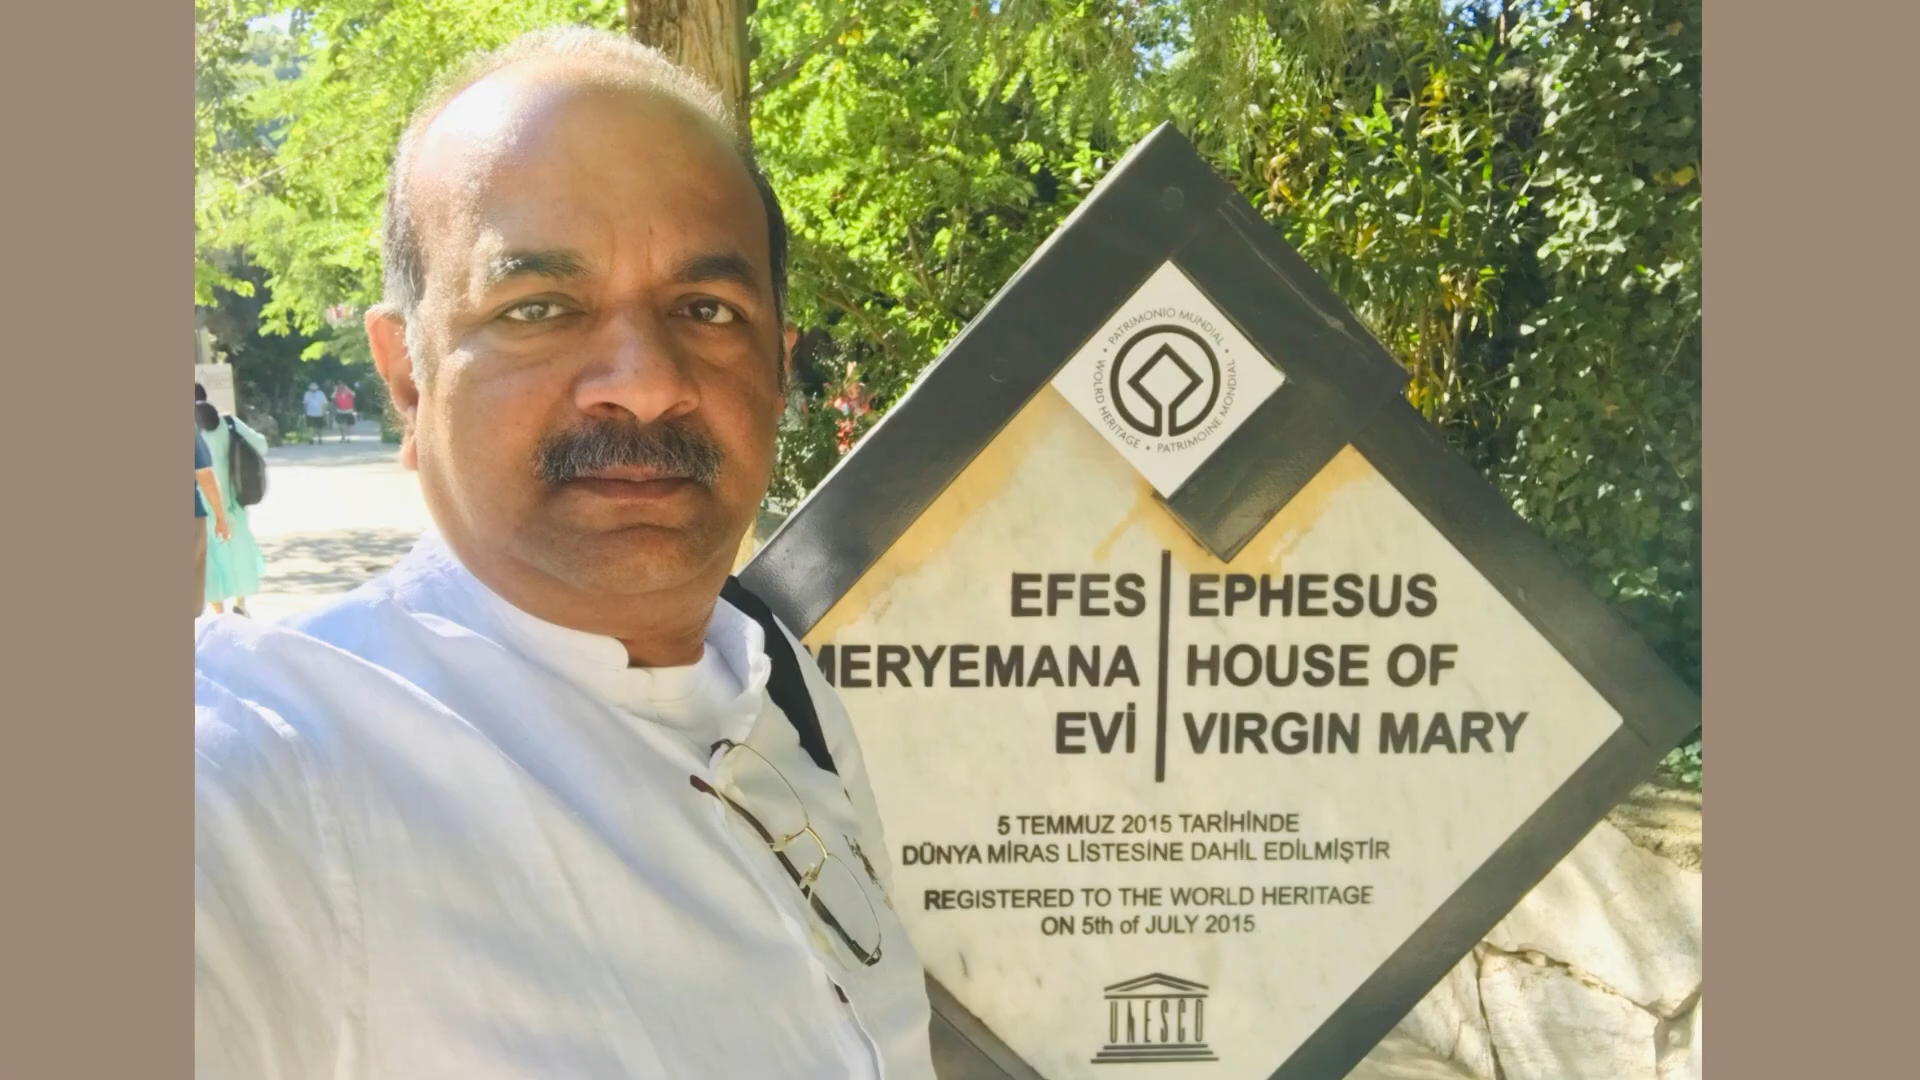 PATRIMONIO MUNDIAL • WOLRD HERITAGE • PATRIMOINE MONDIAL •
EFES
MERYEMANA
EVİ
EPHESUS
HOUSE OF
VIRGIN MARY
5 TEMMUZ 2015 TARİHİNDE
DÜNYA MİRAS LİSTESİNE DAHİL EDİLMİŞTİR
REGISTERED TO THE WORLD HERITAGE
ON 5th of JULY 2015
UNESCO